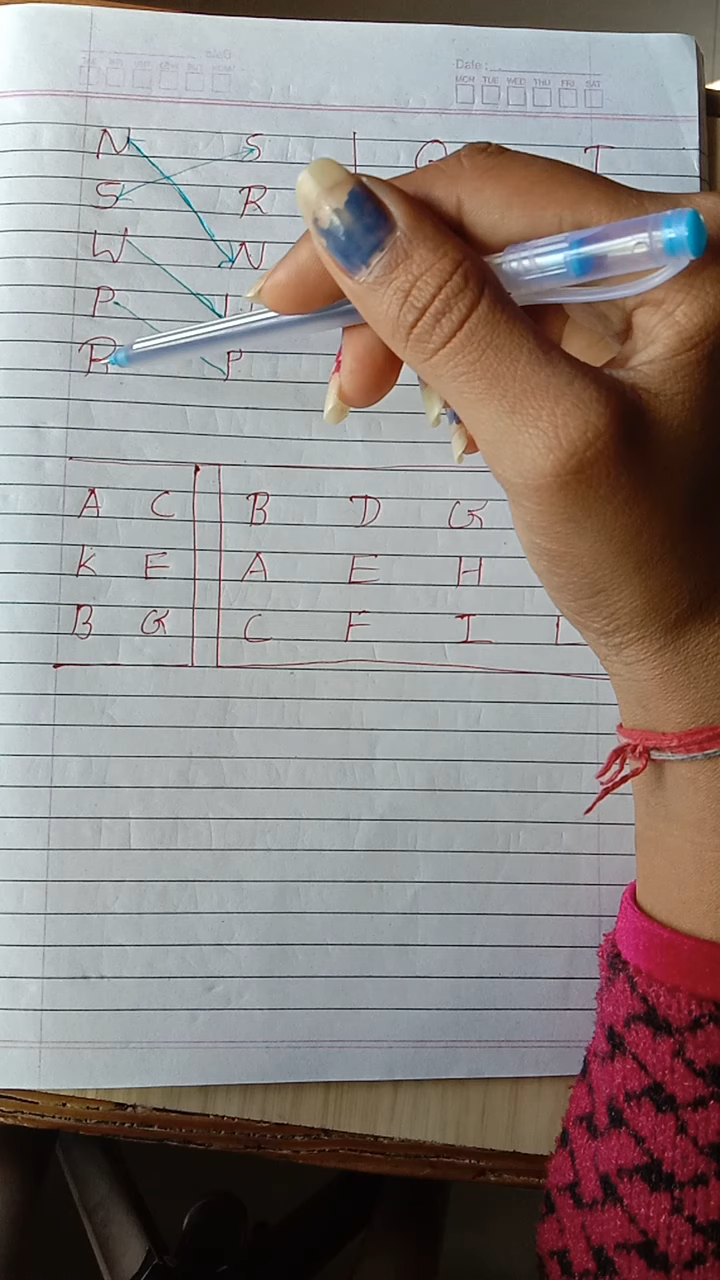 Date:
MON TUE WED THU FRI SAT
N S Q T
S R
W N
P
R P
A C B D G
K E A E H
B G C F I